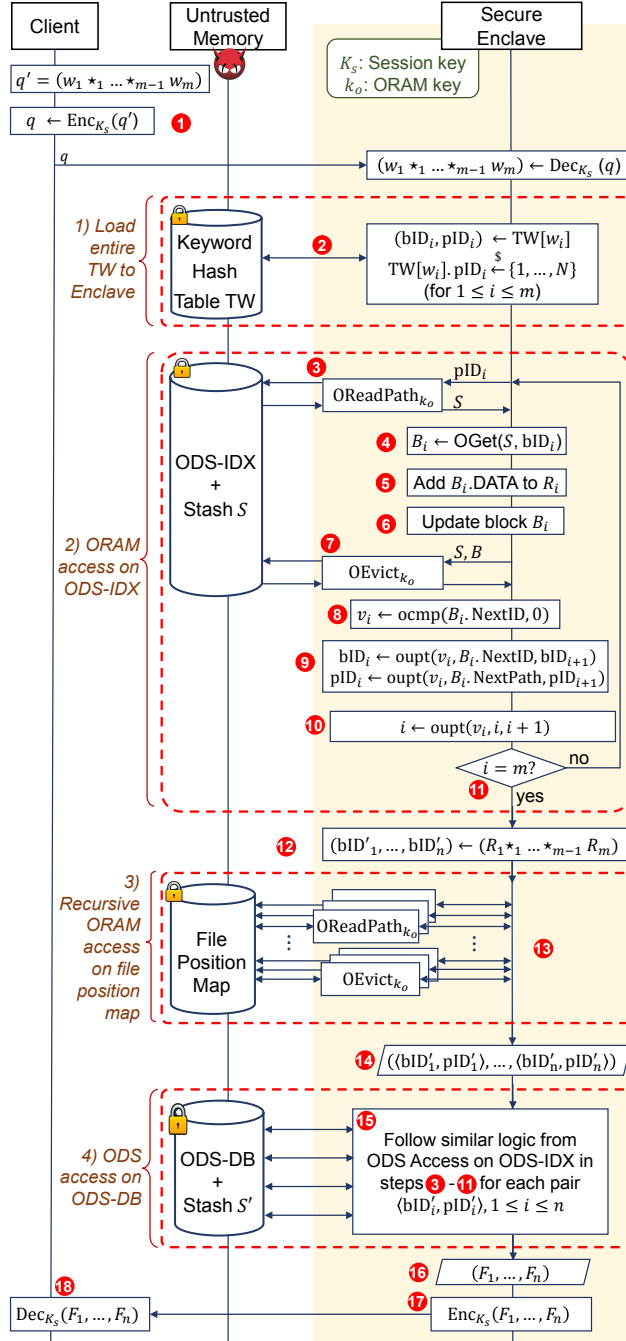 Client
Untrusted
Memory
Secure
Enclave
K_s: Session key
k_o: ORAM key
q′ = (w_1 ⋆_1 … ⋆_{m−1} w_m)
q ← Enc_{K_s}(q′)
1
q
(w_1 ⋆_1 … ⋆_{m−1} w_m) ← Dec_{K_s}(q)
1) Load
entire
TW to
Enclave
Keyword
Hash
Table TW
2
(bID_i, pID_i) ← TW[w_i]
$
TW[w_i].pID_i ← {1, …, N}
(for 1 ≤ i ≤ m)
2) ORAM
access on
ODS-IDX
ODS-IDX
+
Stash S
3
pID_i
OReadPath_{k_o}
S
4
B_i ← OGet(S, bID_i)
5
Add B_i.DATA to R_i
6
Update block B_i
7
S, B
OEvict_{k_o}
8
v_i ← ocmp(B_i.NextID, 0)
9
bID_i ← oupt(v_i, B_i.NextID, bID_{i+1})
pID_i ← oupt(v_i, B_i.NextPath, pID_{i+1})
10
i ← oupt(v_i, i, i + 1)
i = m?
no
11
yes
12
(bID′_1, …, bID′_n) ← (R_1 ⋆_1 … ⋆_{m−1} R_m)
3)
Recursive
ORAM
access
on file
position
map
File
Position
Map
OReadPath_{k_o}
⋮
⋮
OEvict_{k_o}
13
14
(⟨bID′_1, pID′_1⟩, …, ⟨bID′_n, pID′_n⟩)
4) ODS
access on
ODS-DB
ODS-DB
+
Stash S′
15
Follow similar logic from
ODS Access on ODS-IDX in
steps 3 - 11 for each pair
⟨bID′_i, pID′_i⟩, 1 ≤ i ≤ n
16
(F_1, …, F_n)
17
Enc_{K_s}(F_1, …, F_n)
18
Dec_{K_s}(F_1, …, F_n)